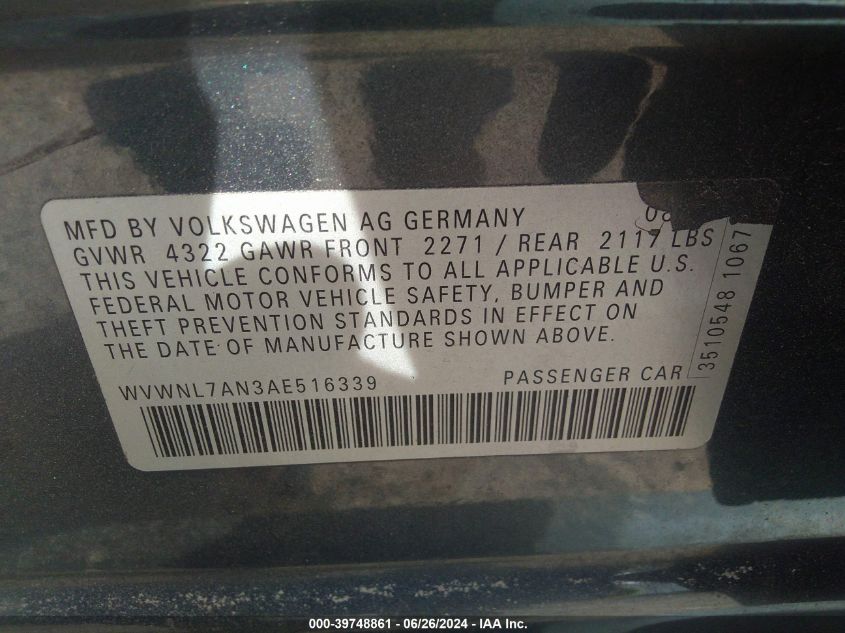 MFD BY VOLKSWAGEN AG GERMANY
GVWR 4322 GAWR FRONT 2271 / REAR 2117 LBS
THIS VEHICLE CONFORMS TO ALL APPLICABLE U.S.
FEDERAL MOTOR VEHICLE SAFETY, BUMPER AND
THEFT PREVENTION STANDARDS IN EFFECT ON
THE DATE OF MANUFACTURE SHOWN ABOVE.
WVWNL7AN3AE516339 PASSENGER CAR
3510548 1067
000-39748861 - 06/26/2024 - IAA Inc.